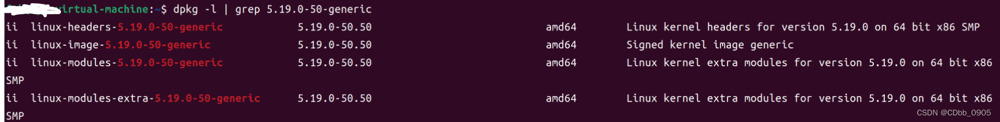 virtual-machine:~$ dpkg -l | grep 5.19.0-50-generic
ii  linux-headers-5.19.0-50-generic  5.19.0-50.50  amd64  Linux kernel headers for version 5.19.0 on 64 bit x86 SMP
ii  linux-image-5.19.0-50-generic  5.19.0-50.50  amd64  Signed kernel image generic
ii  linux-modules-5.19.0-50-generic  5.19.0-50.50  amd64  Linux kernel extra modules for version 5.19.0 on 64 bit x86
SMP
ii  linux-modules-extra-5.19.0-50-generic  5.19.0-50.50  amd64  Linux kernel extra modules for version 5.19.0 on 64 bit x86
SMP
CSDN @CDbb_0905